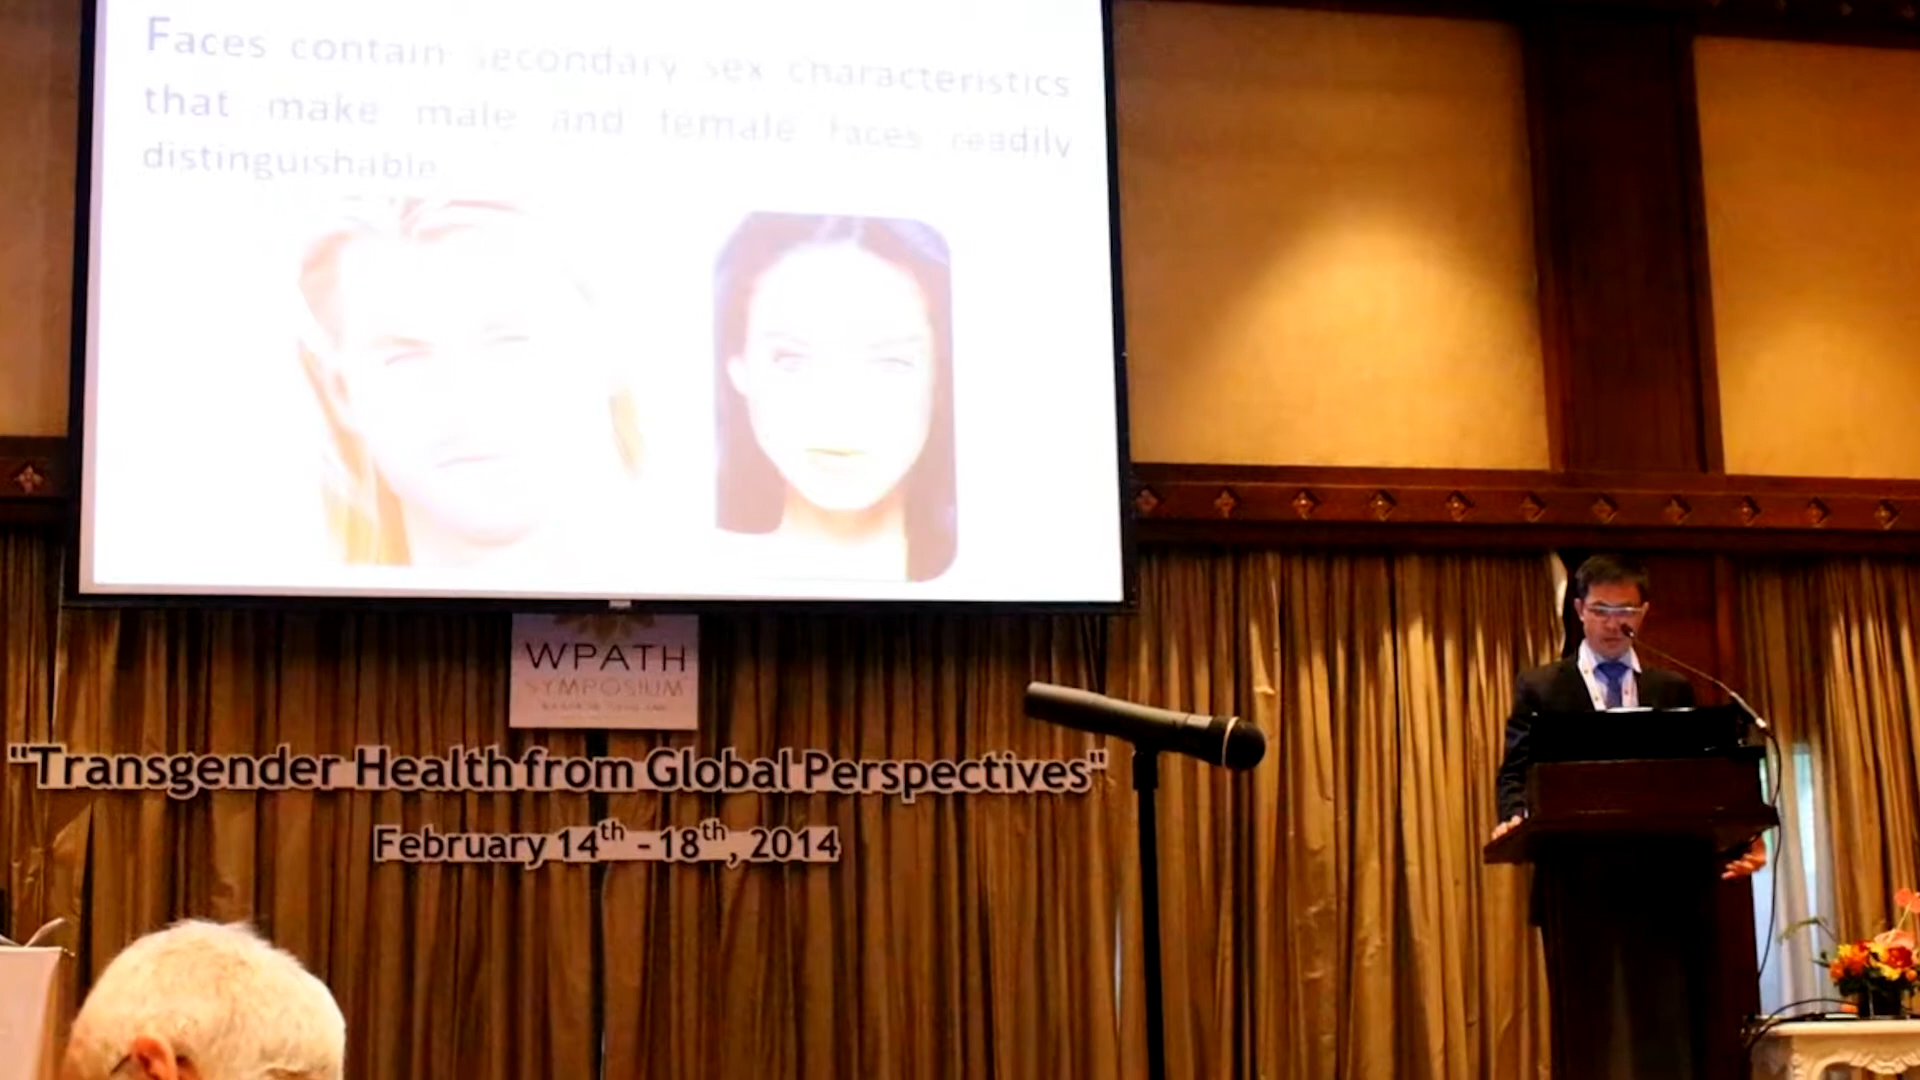 Faces contain secondary sex characteristics
that make male and female faces readily
distinguishable
WPATH
SYMPOSIUM
"Transgender Health from Global Perspectives"
February 14th - 18th, 2014